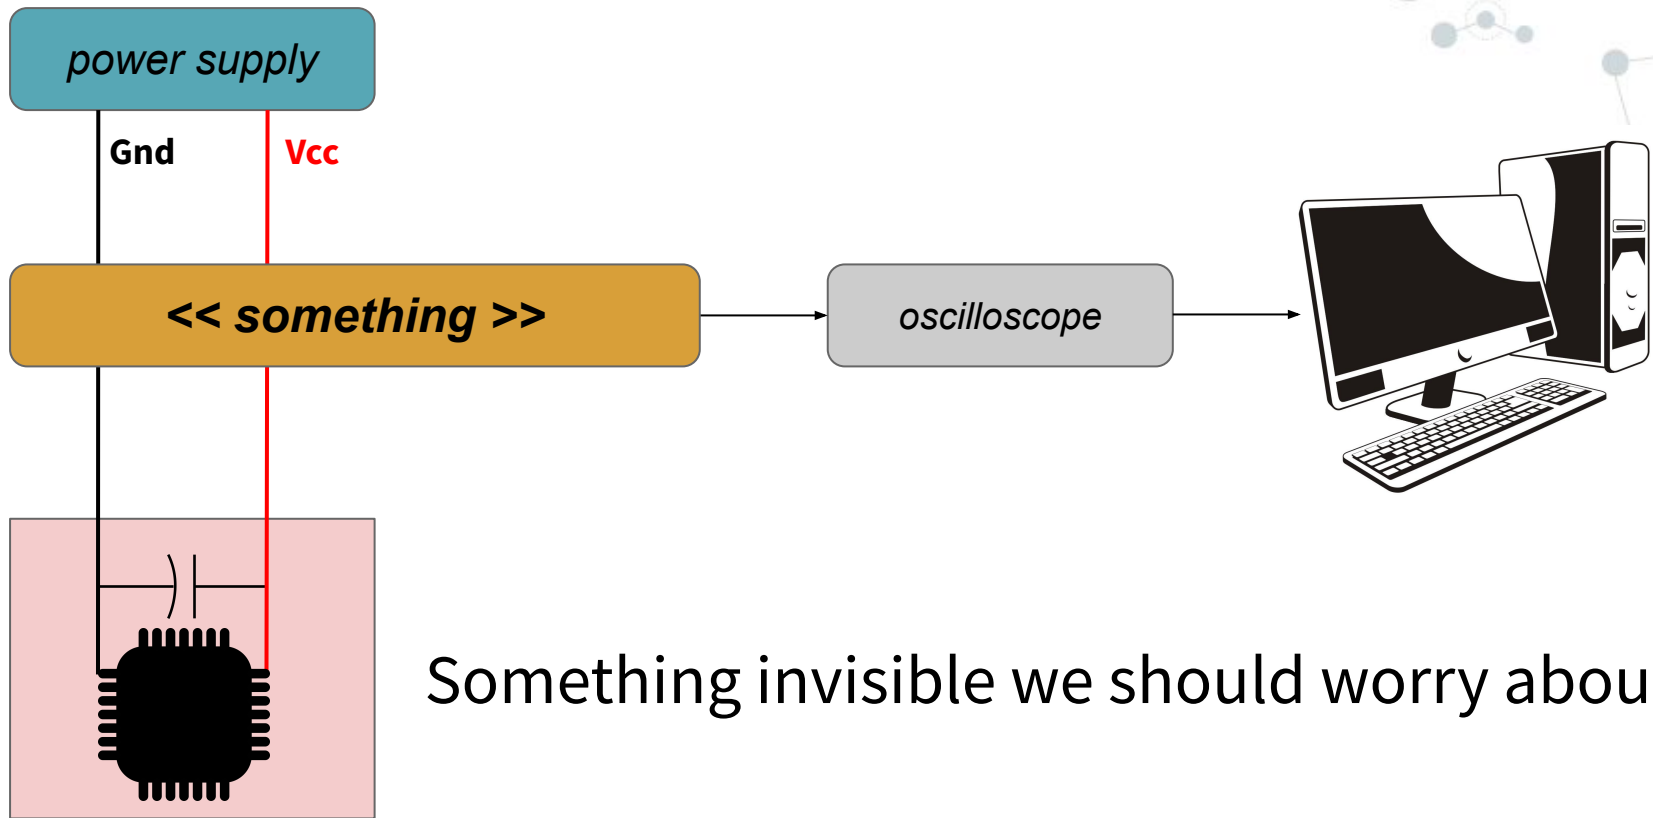 power supply
Gnd
Vcc
<< something >>
oscilloscope
Something invisible we should worry abou